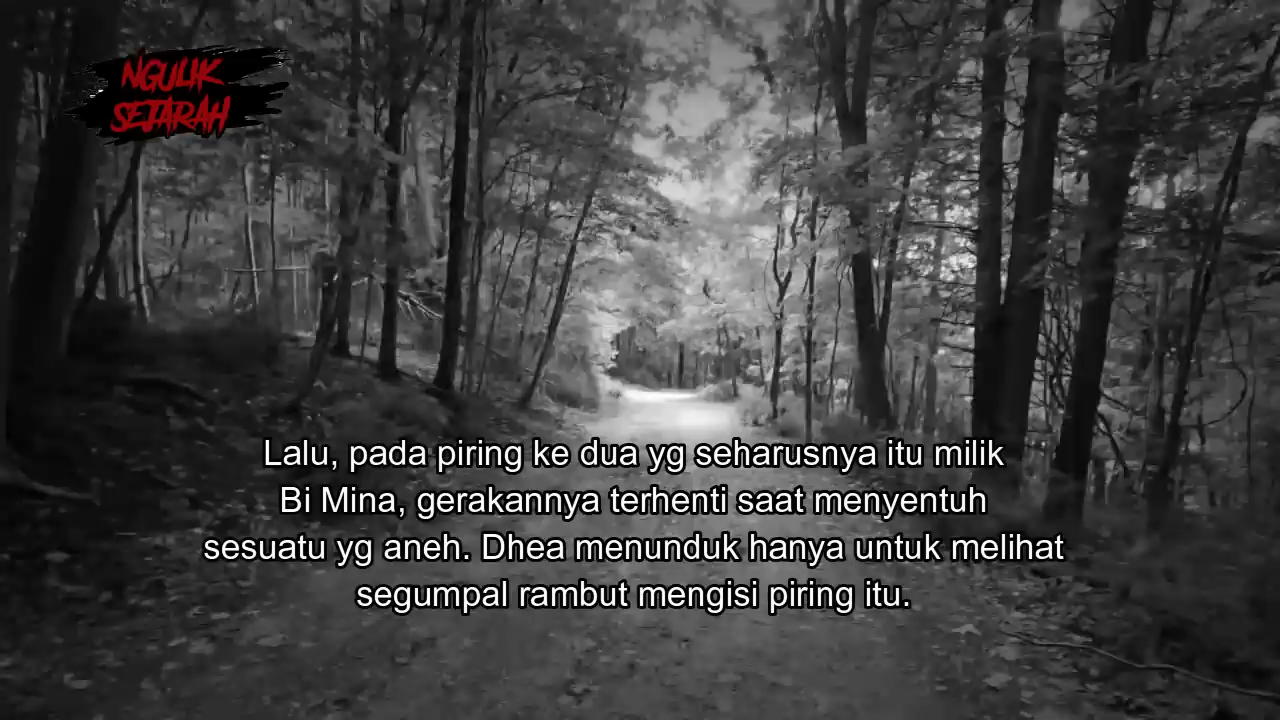 NGULIK
SEJARAH
Lalu, pada piring ke dua yg seharusnya itu milik
Bi Mina, gerakannya terhenti saat menyentuh
sesuatu yg aneh. Dhea menunduk hanya untuk melihat
segumpal rambut mengisi piring itu.